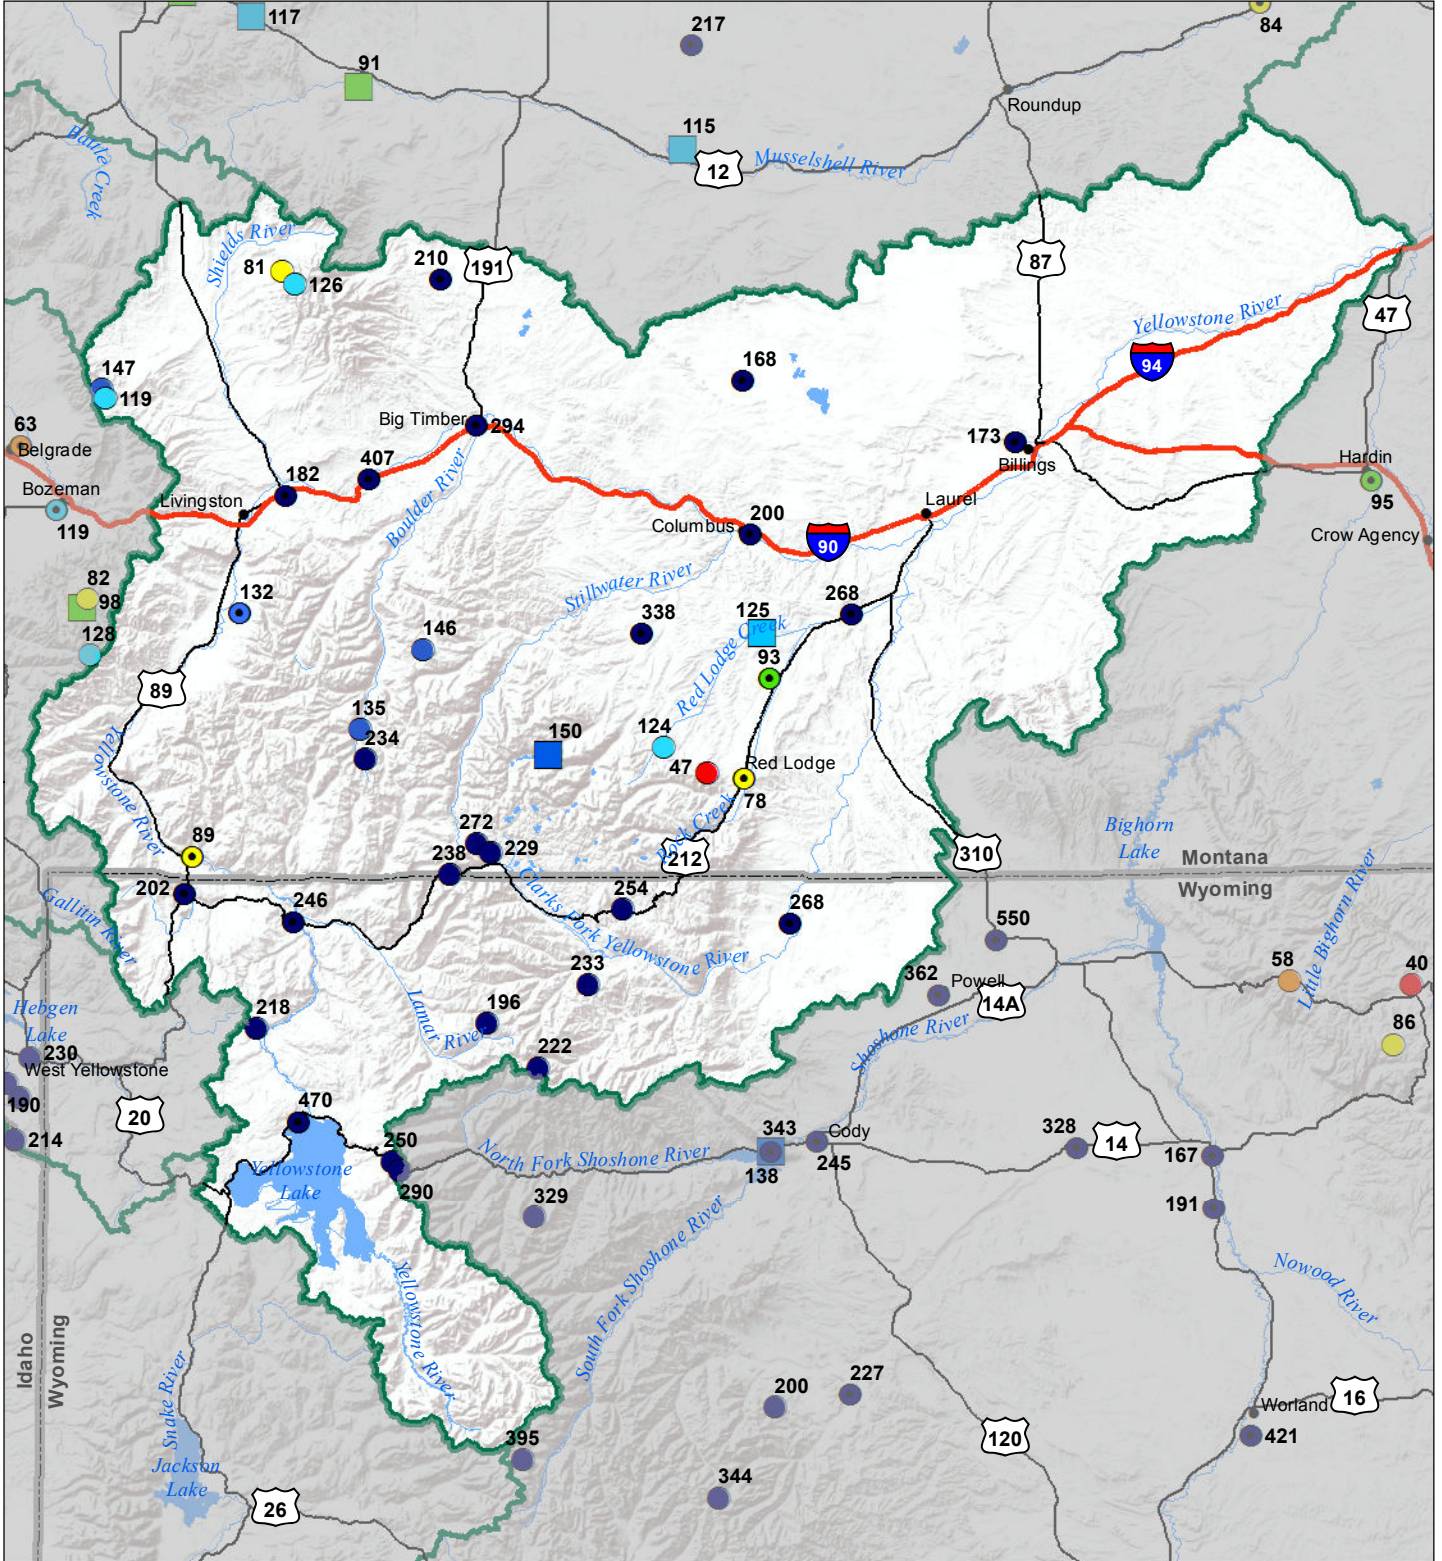 117
217
84
91
Roundup
115
Battle Creek
12
Musselshell River
Shields River
81
126
210
191
87
47
Yellowstone River
94
147
119
168
63
Belgrade
Big Timber
294
173
Billings
Hardin
95
Bozeman
119
Livingston
182
407
Boulder River
Columbus
200
90
Laurel
Crow Agency
82
98
128
132
146
Stillwater River
338
125
Red Lodge Creek
268
93
89
135
234
150
124
47
Red Lodge
78
Yellowstone River
Rock Creek
212
310
Bighorn
Lake
Montana
Wyoming
89
272
229
238
202
246
254
268
Clarks Fork Yellowstone River
Gallitin River
Little Bighorn River
550
58
40
362
Powell
14A
86
Hebgen
Lake
218
233
196
Lamar River
222
Shoshone River
230
West Yellowstone
190
214
20
470
250
290
Yellowstone
Lake
North Fork Shoshone River
343
138
Cody
245
328
14
167
191
329
South Fork Shoshone River
Nowood River
Yellowstone River
Idaho
Wyoming
Snake River
Jackson
Lake
26
395
200
227
344
120
Worland
16
421